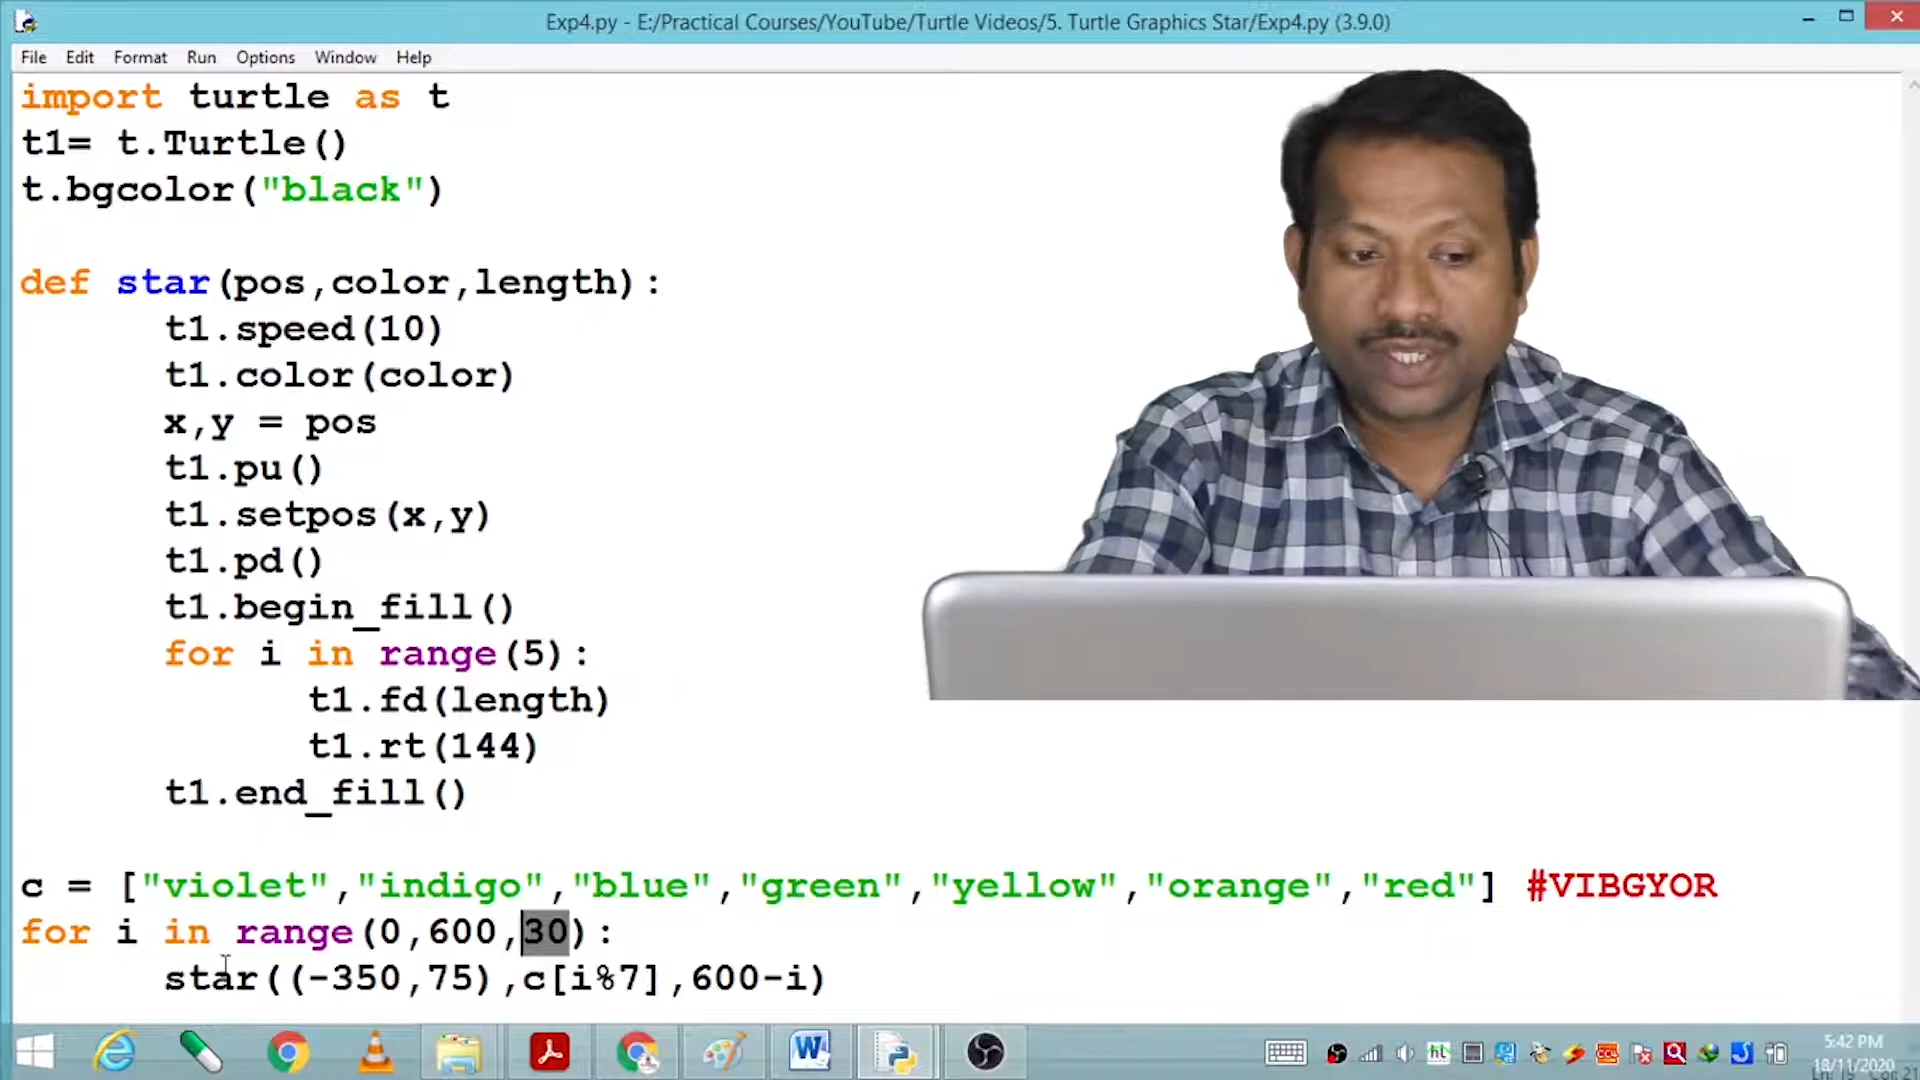 Exp4.py - E:/Practical Courses/YouTube/Turtle Videos/5. Turtle Graphics Star/Exp4.py (3.9.0)
File Edit Format Run Options Window Help
import turtle as t
t1= t.Turtle()
t.bgcolor("black")
def star(pos,color,length):
t1.speed(10)
t1.color(color)
x,y = pos
t1.pu()
t1.setpos(x,y)
t1.pd()
t1.begin_fill()
for i in range(5):
t1.fd(length)
t1.rt(144)
t1.end_fill()
c = ["violet","indigo","blue","green","yellow","orange","red"] #VIBGYOR
for i in range(0,600,30):
star((-350,75),c[i%7],600-i)
5:42 PM
18/11/2020